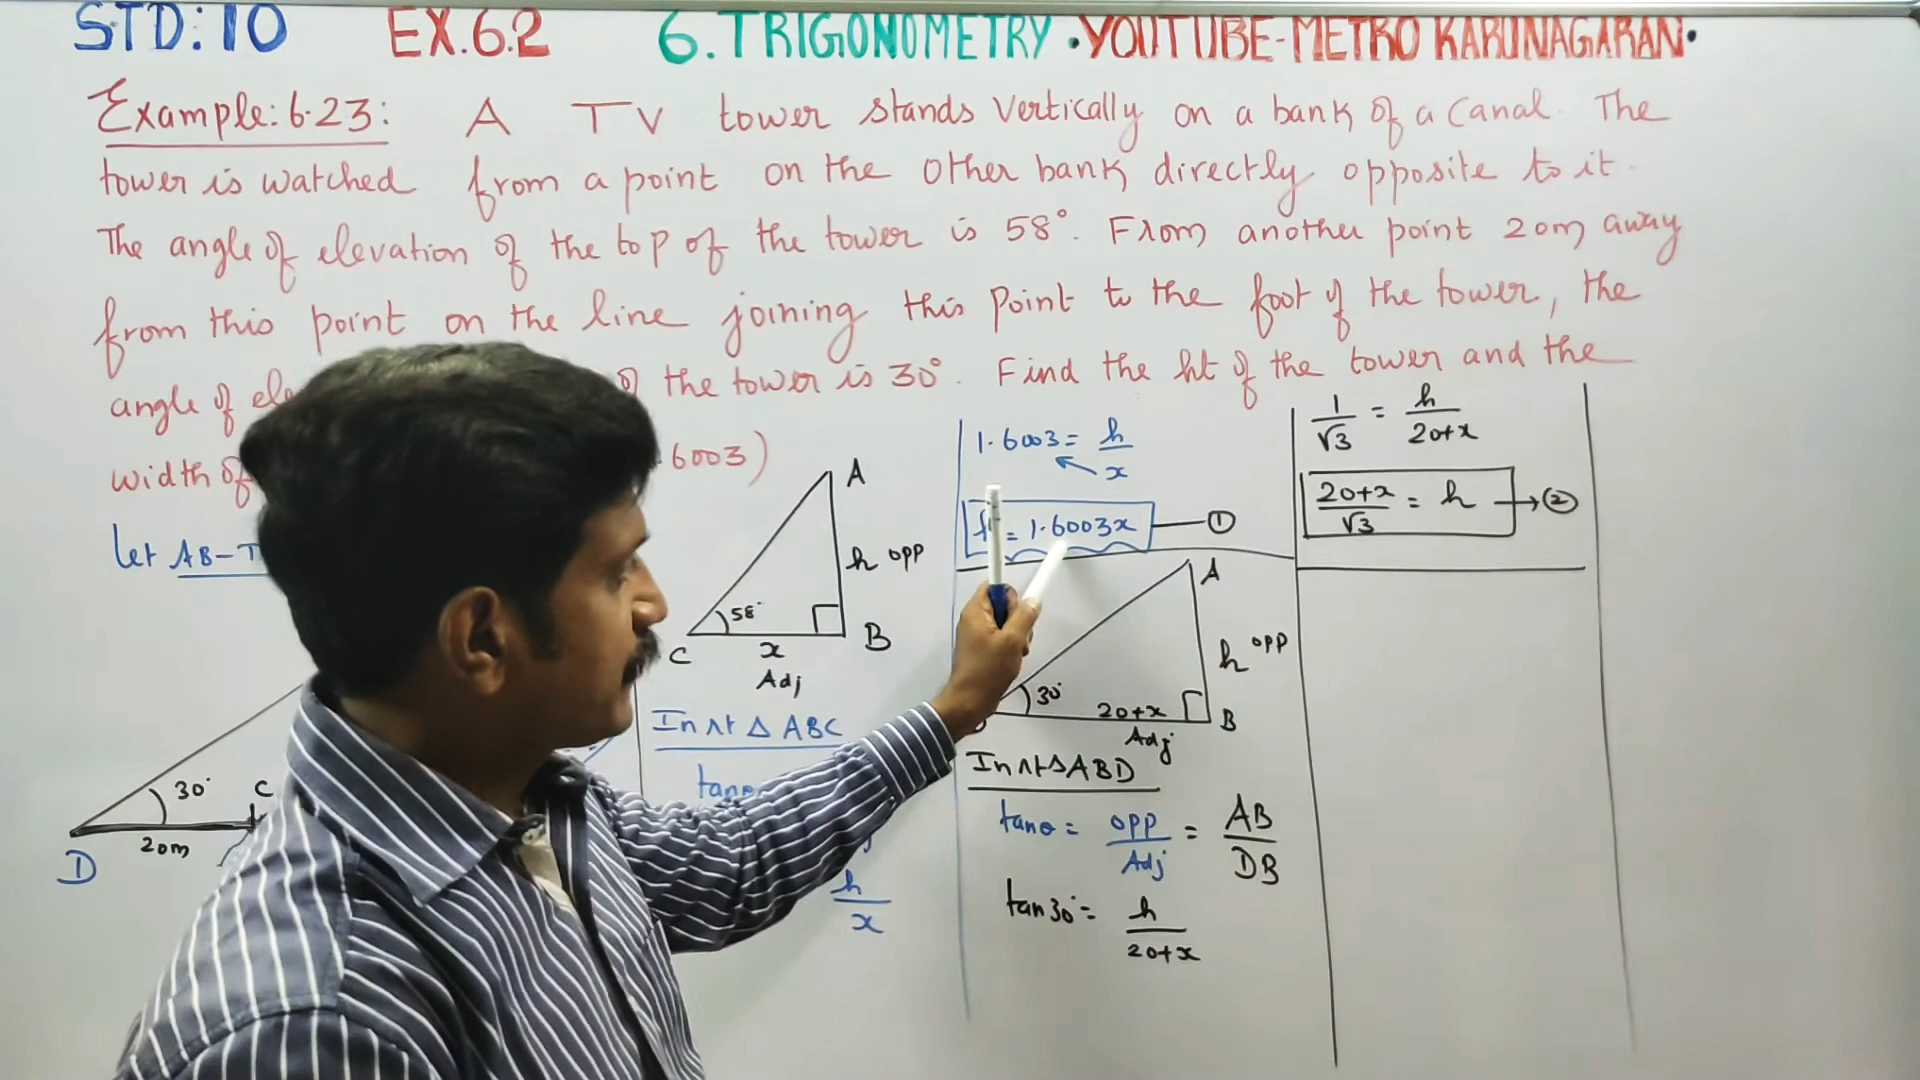 STD: 10 EX.6.2 6. TRIGONOMETRY • YOUTUBE-METRO KARUNAGARAN •
Example: 6.23: A TV tower stands vertically on a bank of a canal. The
tower is watched from a point on the other bank directly opposite to it.
The angle of elevation of the top of the tower is 58°. From another point 20m away
from this point on the line joining this point to the foot of the tower, the
angle of the tower is 30°. Find the ht of the tower and the
width of 6003)
let AB-T
30°
C
20m
D
A
h opp
58°
C x B
Adj
In rt Δ ABC
tanθ
h/x
1.6003 = h/x
= 1.6003x — ①
A
h opp
30°
20+x B
Adj
In rt Δ ABD
tanθ = opp/Adj = AB/DB
tan30° = h/20+x
1/√3 = h/20+x
20+x/√3 = h → ②